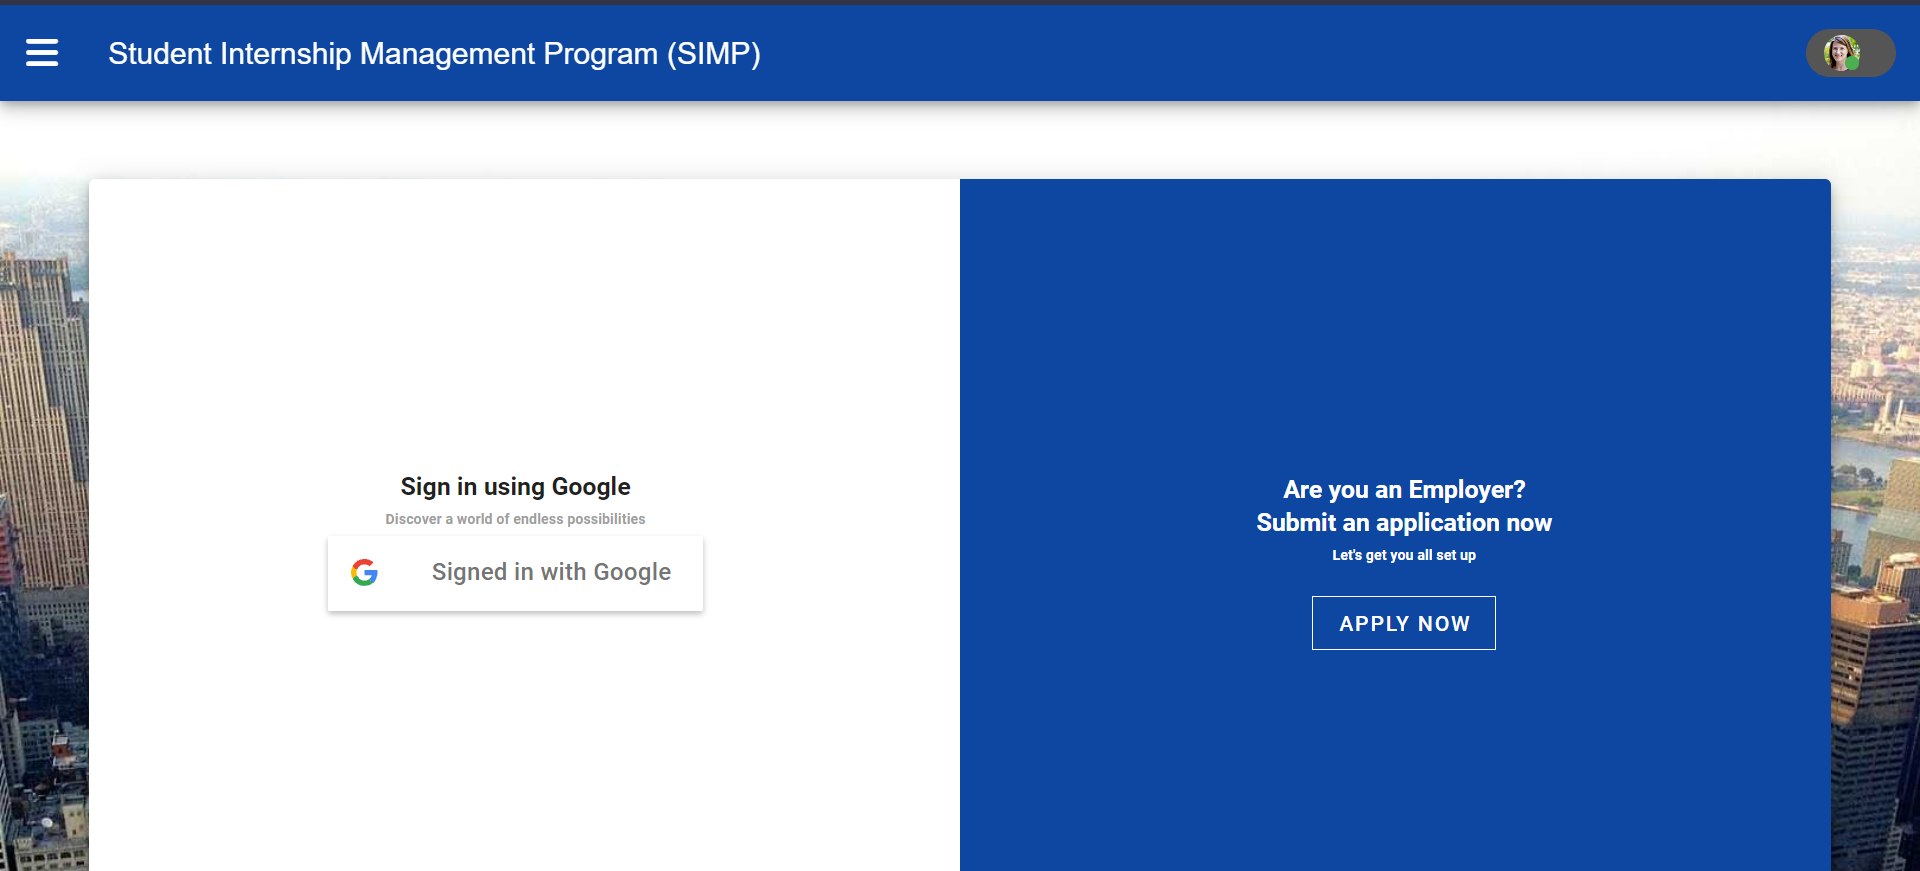 Student Internship Management Program (SIMP)
Sign in using Google
Discover a world of endless possibilities
Signed in with Google
Are you an Employer?
Submit an application now
Let's get you all set up
APPLY NOW